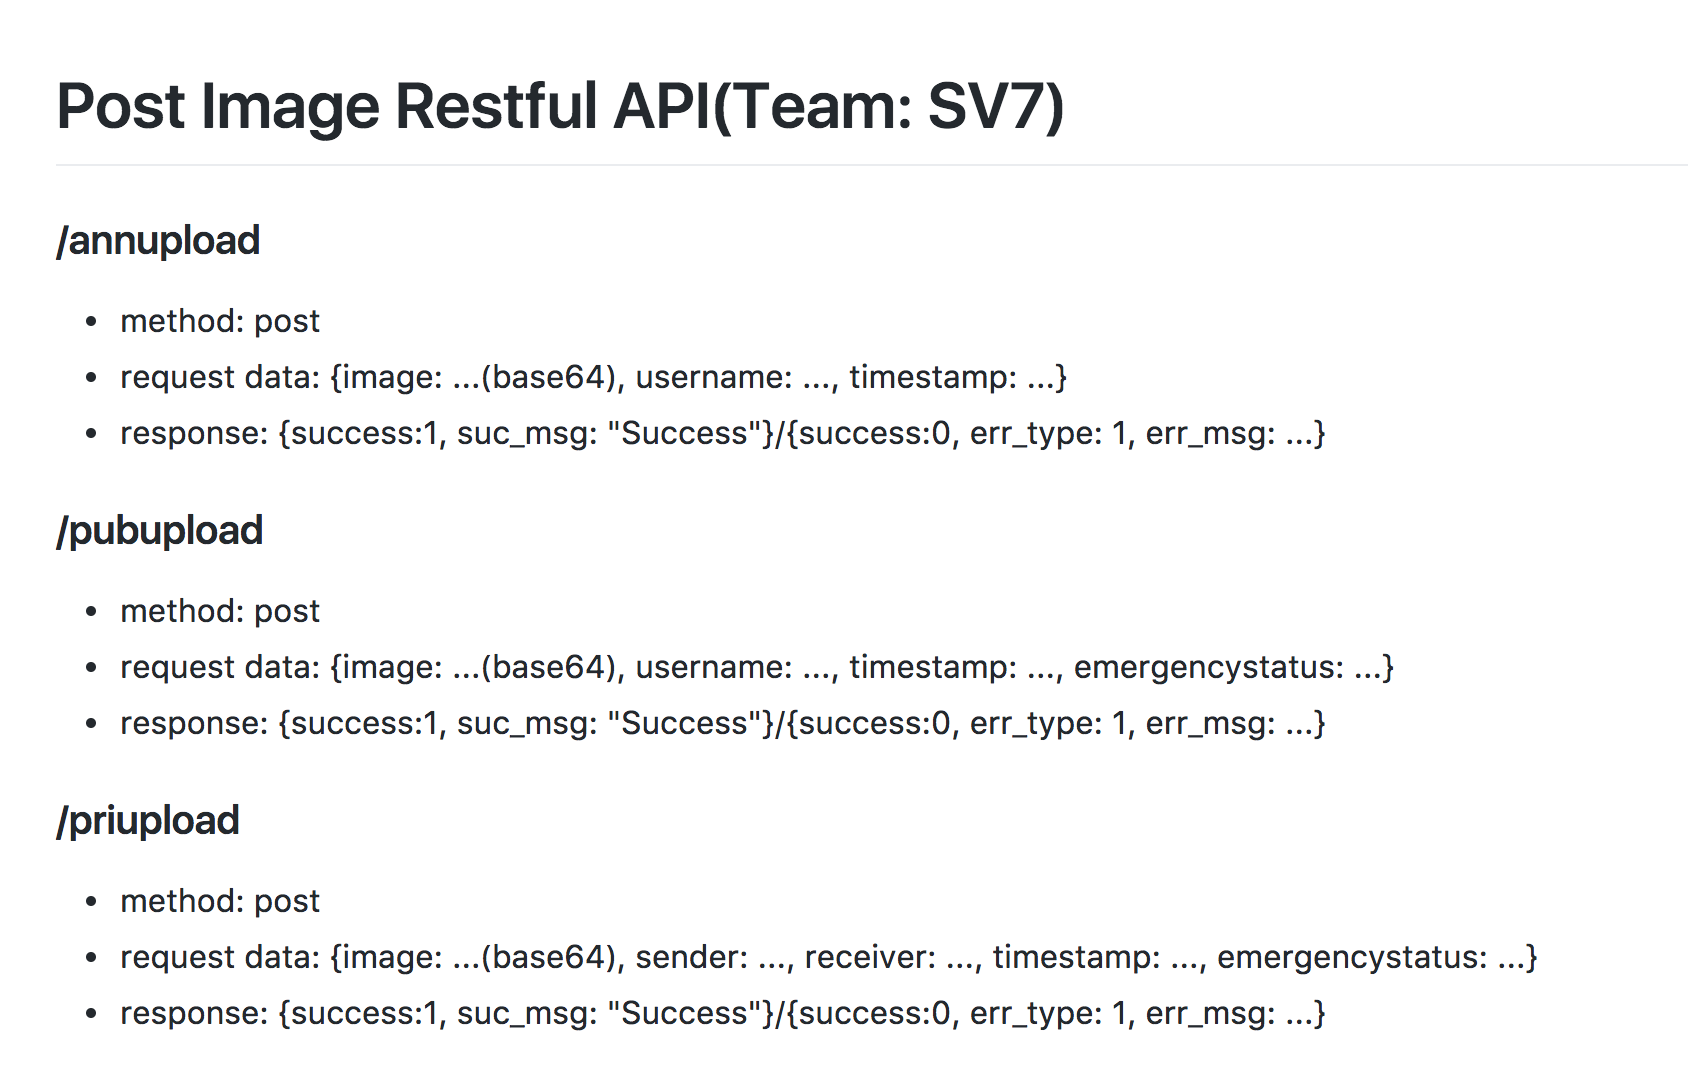 Post Image Restful API(Team: SV7)
/annupload
• method: post
• request data: {image: ...(base64), username: ..., timestamp: ...}
• response: {success:1, suc_msg: "Success"}/{success:0, err_type: 1, err_msg: ...}
/pubupload
• method: post
• request data: {image: ...(base64), username: ..., timestamp: ..., emergencystatus: ...}
• response: {success:1, suc_msg: "Success"}/{success:0, err_type: 1, err_msg: ...}
/priupload
• method: post
• request data: {image: ...(base64), sender: ..., receiver: ..., timestamp: ..., emergencystatus: ...}
• response: {success:1, suc_msg: "Success"}/{success:0, err_type: 1, err_msg: ...}